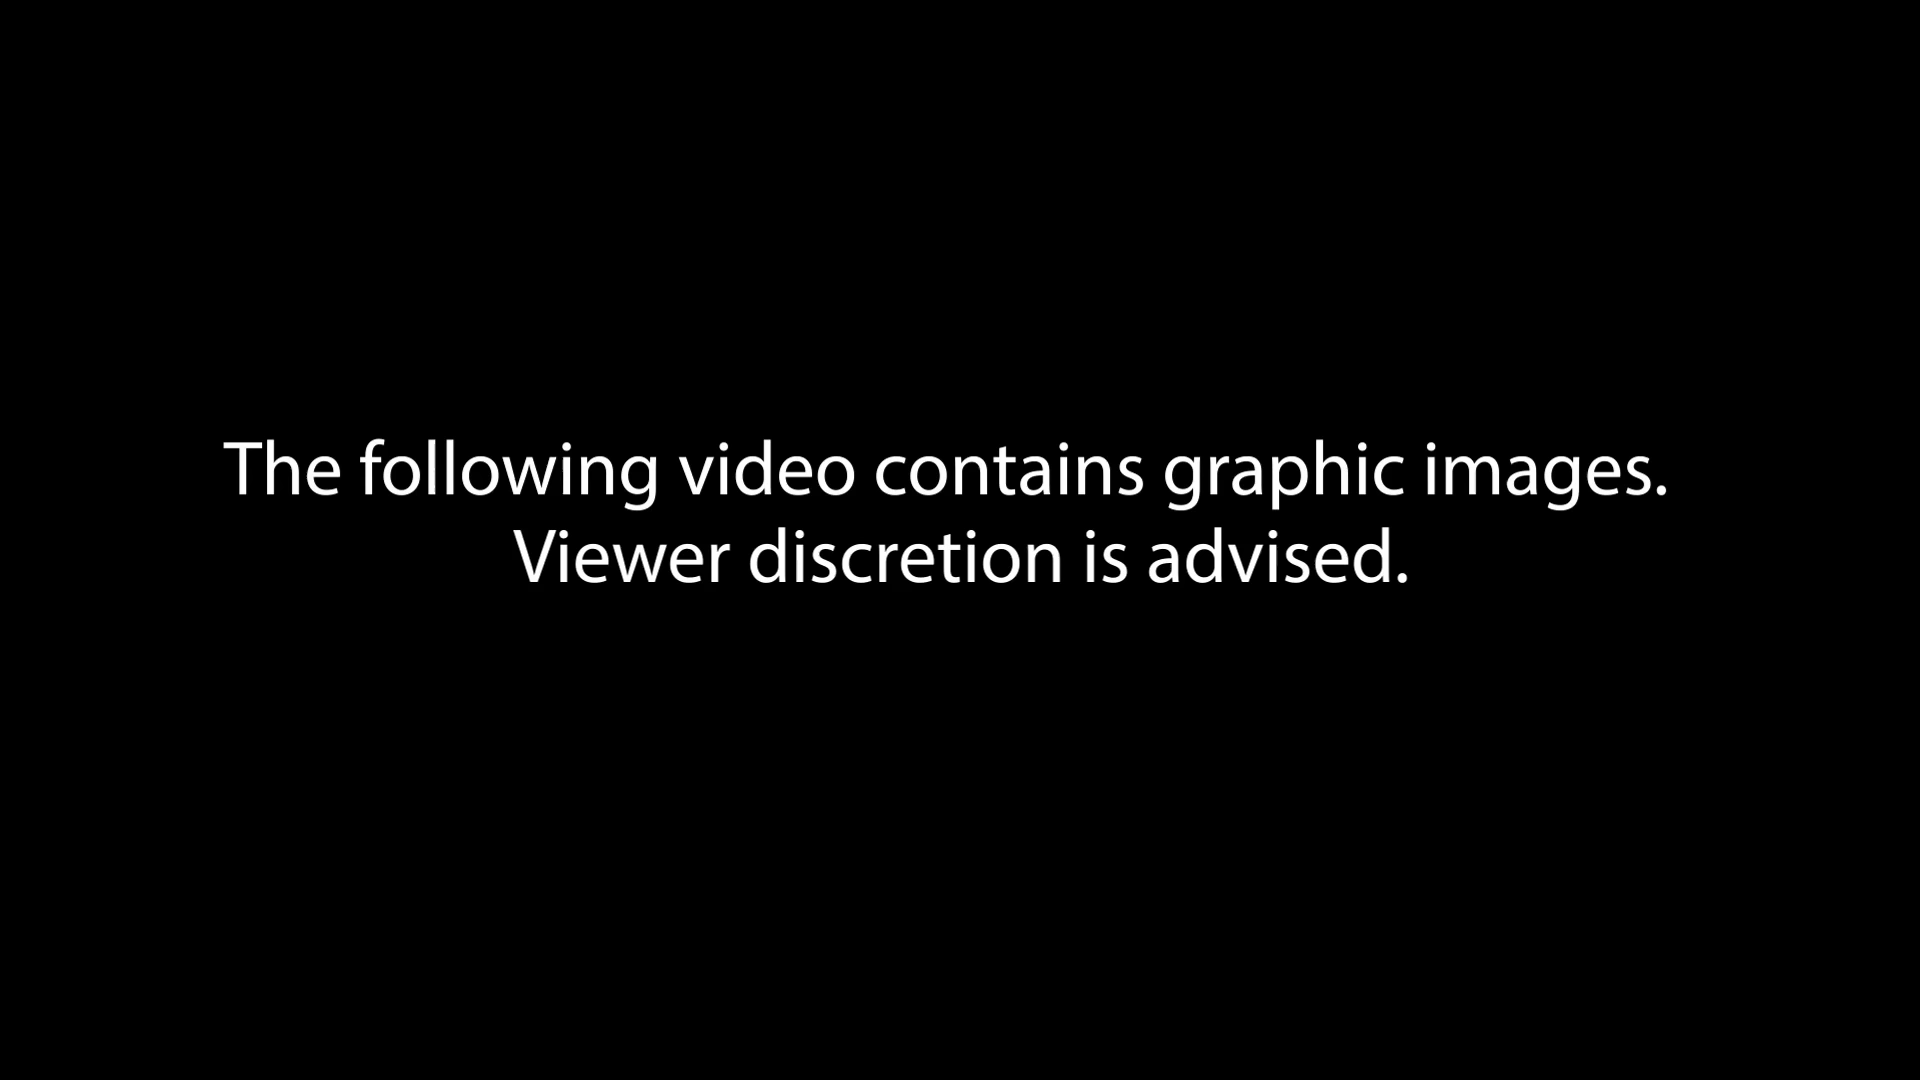 The following video contains graphic images.
Viewer discretion is advised.